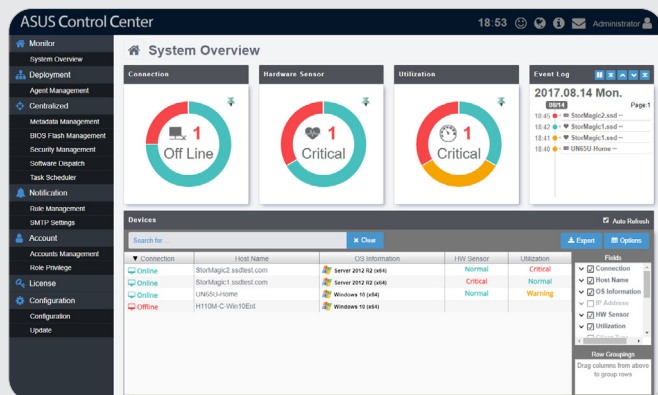 ASUS Control Center
18:53 Administrator
Monitor
System Overview
Deployment
Agent Management
Centralized
Metadata Management
BIOS Flash Management
Security Management
Software Dispatch
Task Scheduler
Notification
Rule Management
SMTP Settings
Account
Accounts Management
Role Privilege
License
Configuration
Configuration
Update
System Overview
Connection
1
Off Line
Hardware Sensor
1
Critical
Utilization
1
Critical
Event Log
2017.08.14 Mon.
08/14 Page:1
18:45 StorMagic2.ssd
18:42 StorMagic1.ssd
18:41 StorMagic1.ssd
18:40 UN65U-Home
Devices Auto Refresh
Search for ... Clear Export Options
Connection Host Name OS Information HW Sensor Utilization
Online StorMagic2.ssdtest.com Server 2012 R2 (x64) Normal Critical
Online StorMagic1.ssdtest.com Server 2012 R2 (x64) Critical Normal
Online UN65U-Home Windows 10 (x64) Normal Warning
Offline H110M-C-Win10Ent Windows 10 (x64)
Fields
Connection
Host Name
OS Information
IP Address
HW Sensor
Utilization
Row Groupings
Drag columns from above
to group rows